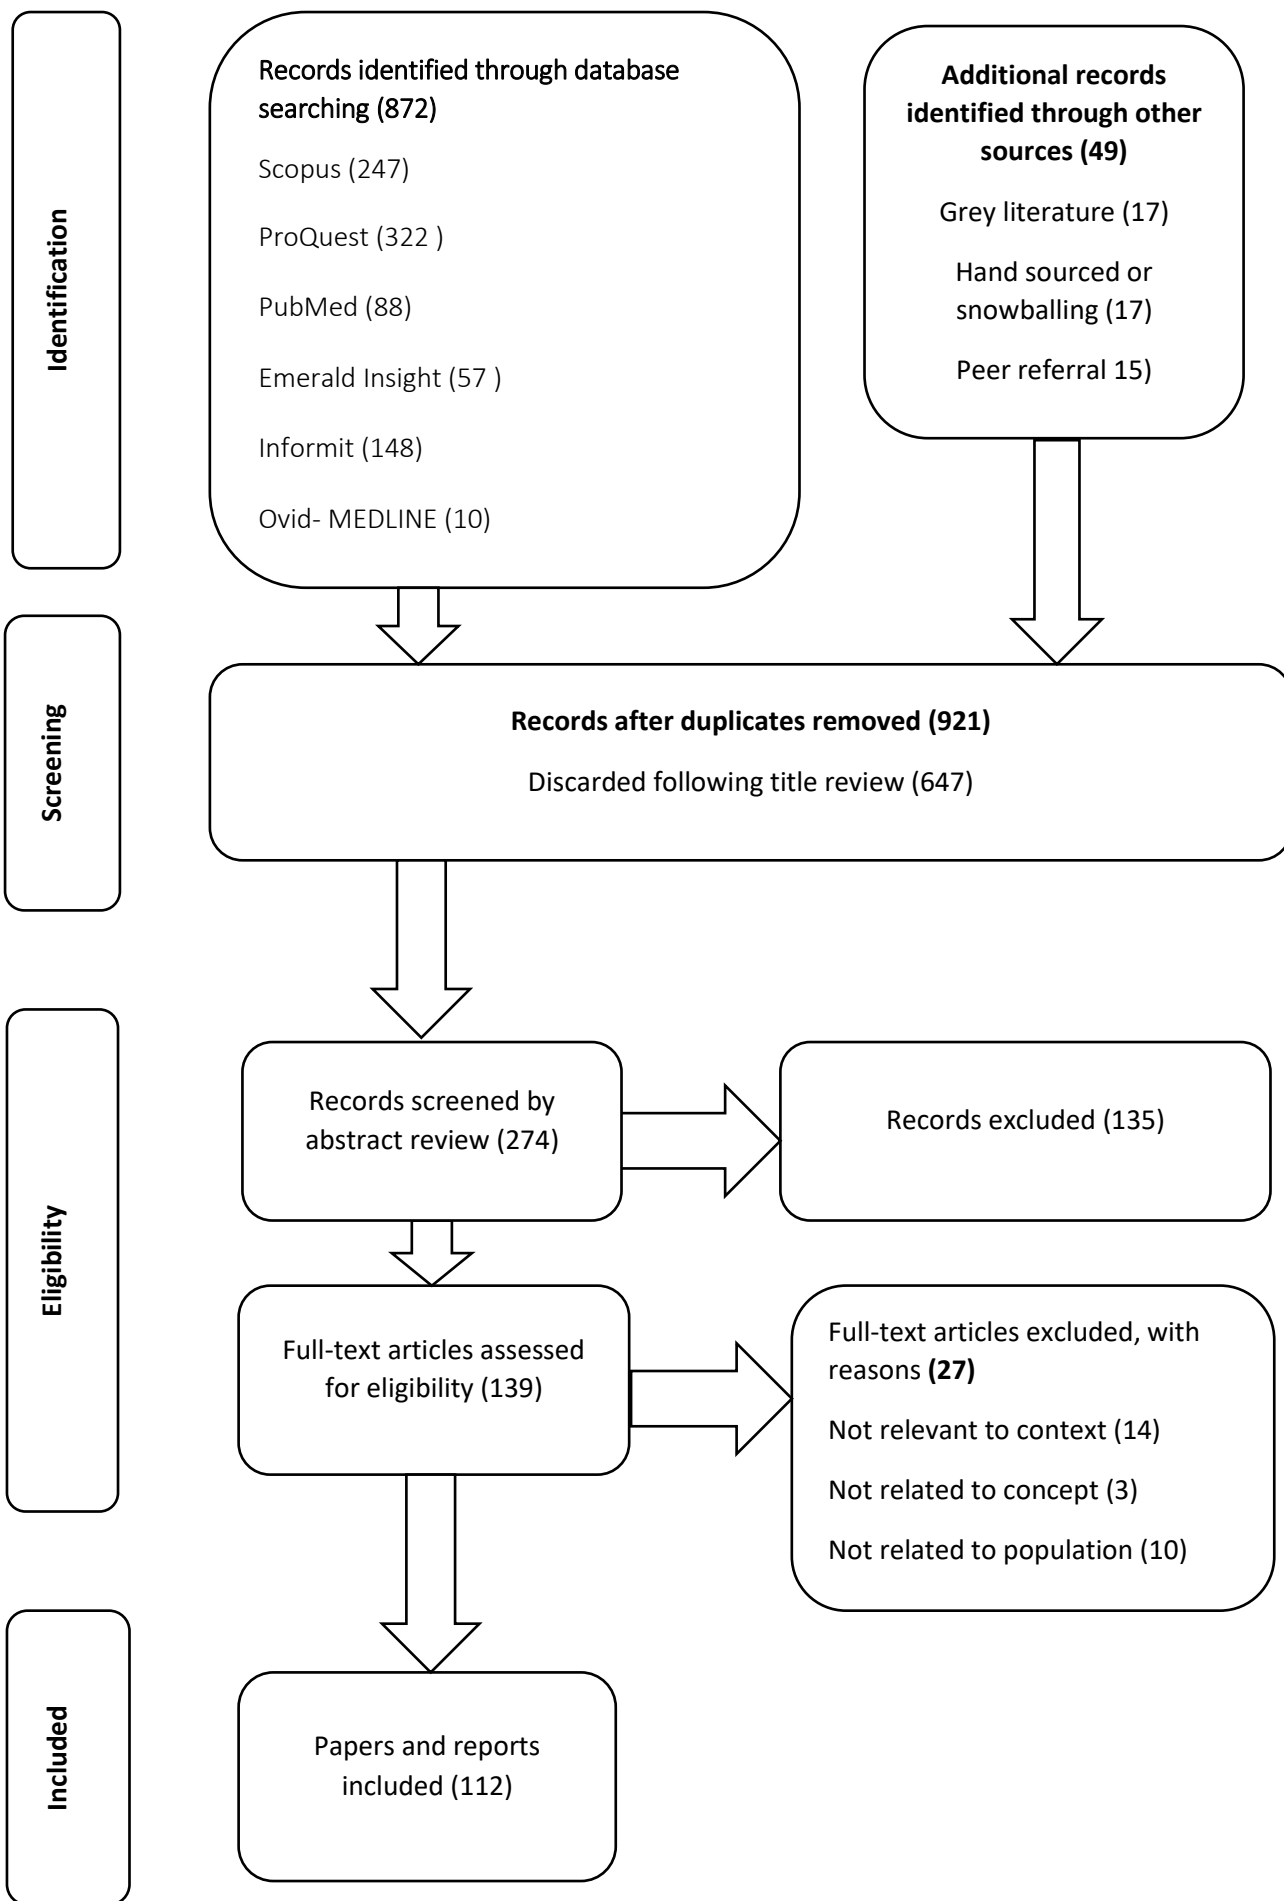 Identification
Records identified through database
searching (872)
Scopus (247)
ProQuest (322 )
PubMed (88)
Emerald Insight (57 )
Informit (148)
Ovid- MEDLINE (10)
Additional records
identified through other
sources (49)
Grey literature (17)
Hand sourced or
snowballing (17)
Peer referral 15)
Screening
Records after duplicates removed (921)
Discarded following title review (647)
Eligibility
Records screened by
abstract review (274)
Records excluded (135)
Full-text articles assessed
for eligibility (139)
Full-text articles excluded, with
reasons (27)
Not relevant to context (14)
Not related to concept (3)
Not related to population (10)
Included
Papers and reports
included (112)